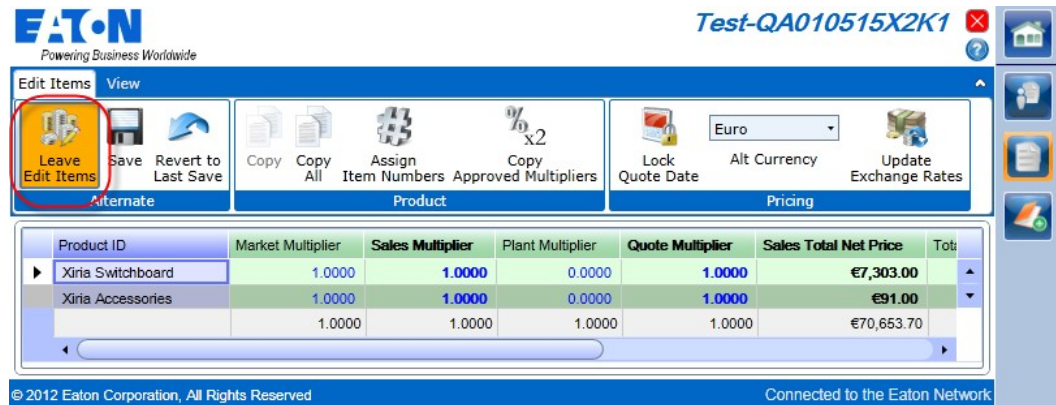 EATON
Powering Business Worldwide
Test-QA010515X2K1
Edit Items View
Leave Edit Items
Save
Revert to Last Save
Copy
Copy All
Assign Item Numbers
% x2
Copy Approved Multipliers
Lock Quote Date
Euro
Alt Currency
Update Exchange Rates
Alternate Product Pricing
Product ID Market Multiplier Sales Multiplier Plant Multiplier Quote Multiplier Sales Total Net Price Tota
Xiria Switchboard 1.0000 1.0000 0.0000 1.0000 €7,303.00
Xiria Accessories 1.0000 1.0000 0.0000 1.0000 €91.00
1.0000 1.0000 1.0000 1.0000 €70,653.70
© 2012 Eaton Corporation, All Rights Reserved Connected to the Eaton Network